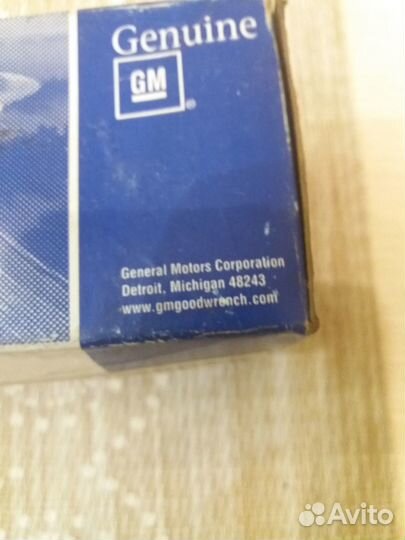 Genuine
GM
®
General Motors Corporation
Detroit, Michigan 48243
www.gmgoodwrench.com
Avito